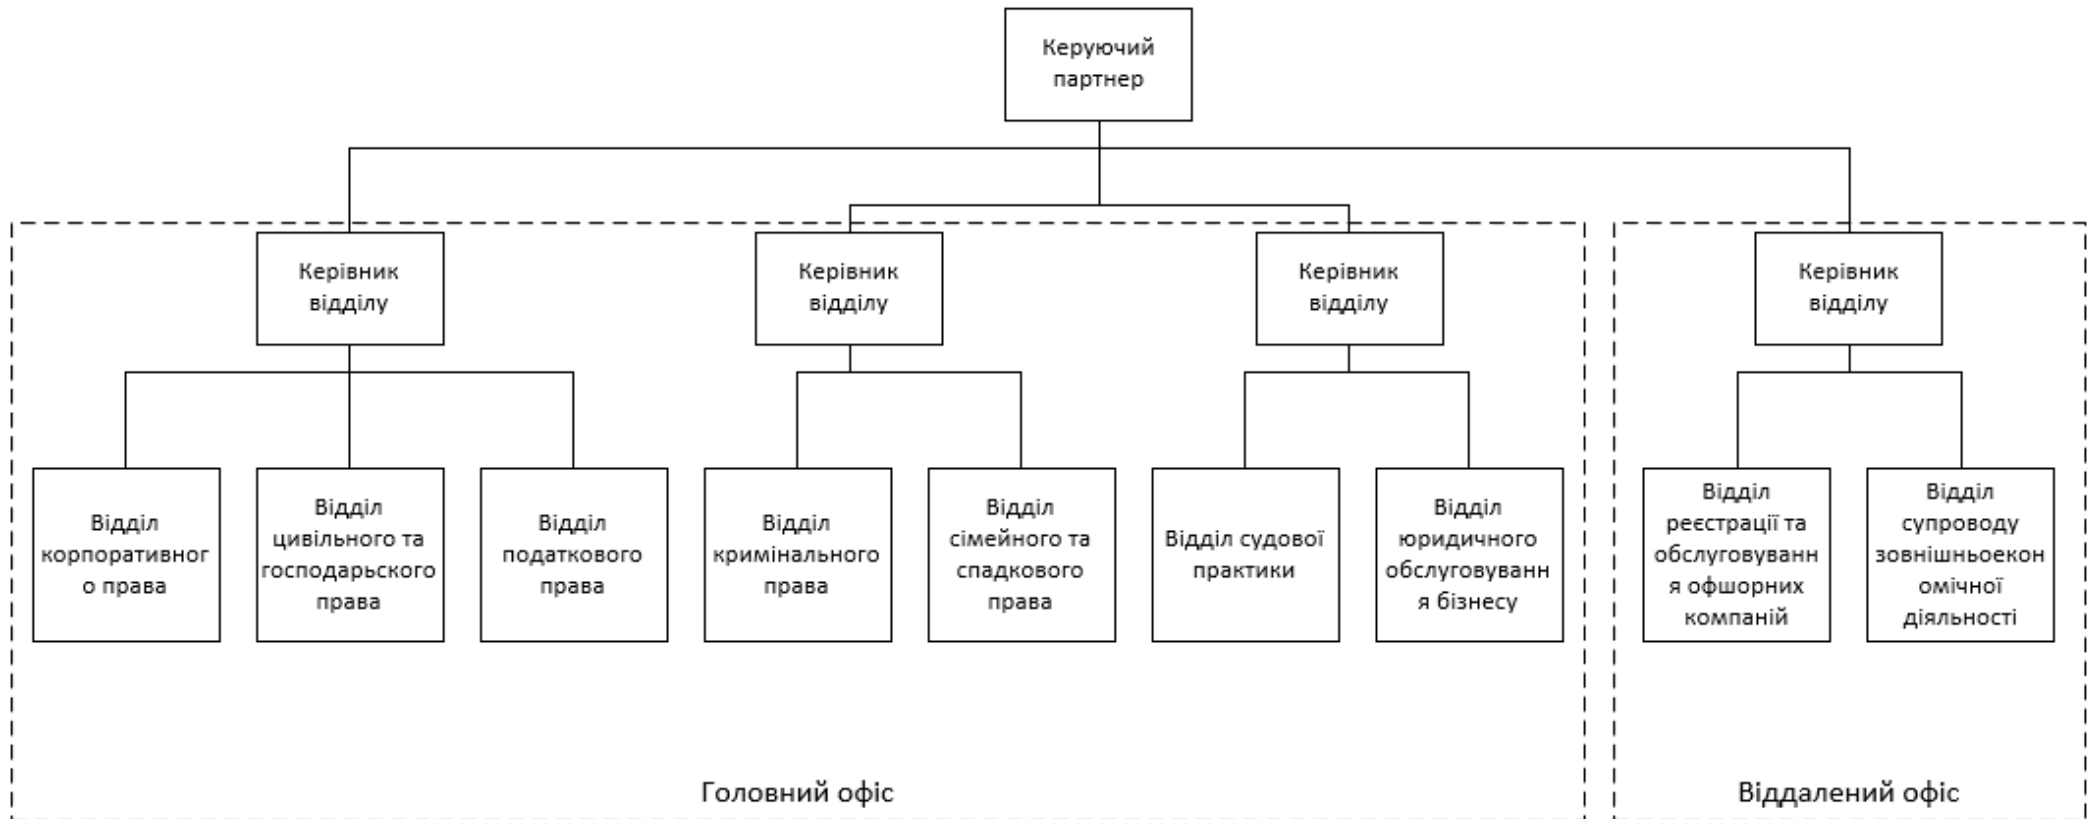 Керуючий
партнер
Керівник
відділу
Керівник
відділу
Керівник
відділу
Керівник
відділу
Відділ
корпоративног
о права
Відділ
цивільного та
господарьского
права
Відділ
податкового
права
Відділ
кримінального
права
Відділ
сімейного та
спадкового
права
Відділ судової
практики
Відділ
юридичного
обслуговуванн
я бізнесу
Відділ
реєстрації та
обслуговуванн
я офшорних
компаній
Відділ
супроводу
зовнішньоекон
омічної
діяльності
Головний офіс
Віддалений офіс